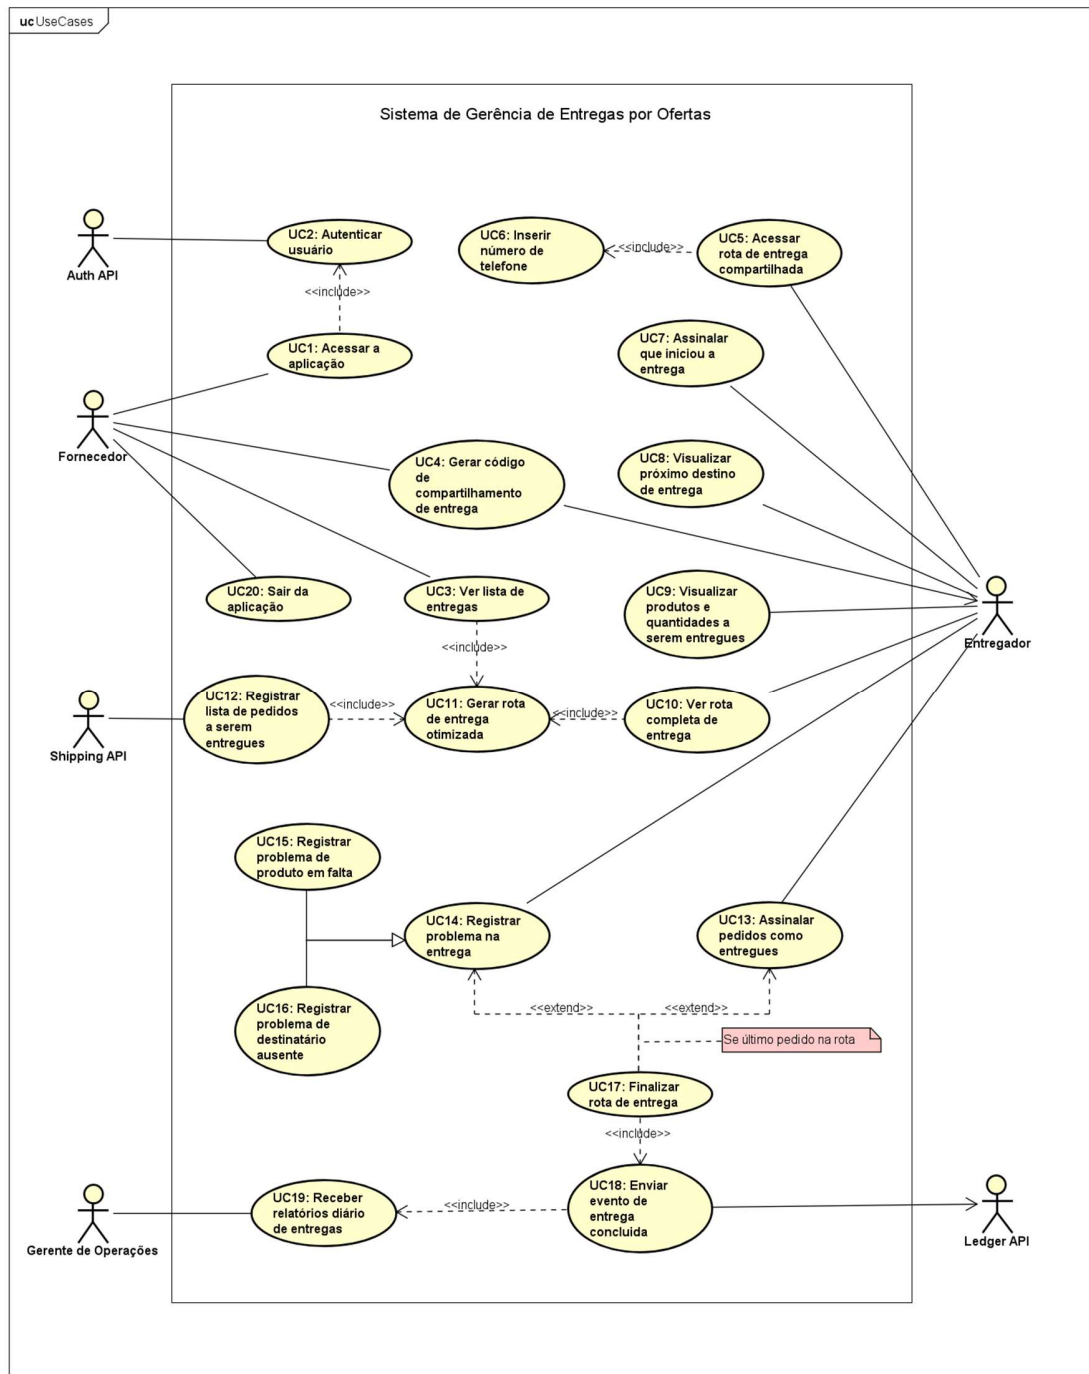 uc UseCases
Sistema de Gerência de Entregas por Ofertas
Auth API
UC2: Autenticar
usuário
UC6: Inserir
número de
telefone
<<include>>
UC5: Acessar
rota de entrega
compartilhada
<<include>>
UC1: Acessar a
aplicação
UC7: Assinalar
que iniciou a
entrega
Fornecedor
UC4: Gerar código
de
compartilhamento
de entrega
UC8: Visualizar
próximo destino
de entrega
UC20: Sair da
aplicação
UC3: Ver lista de
entregas
UC9: Visualizar
produtos e
quantidades a
serem entregues
Entregador
<<include>>
Shipping API
UC12: Registrar
lista de pedidos
a serem
entregues
<<include>>
UC11: Gerar rota
de entrega
otimizada
<<include>>
UC10: Ver rota
completa de
entrega
UC15: Registrar
problema de
produto em falta
UC14: Registrar
problema na
entrega
UC13: Assinalar
pedidos como
entregues
UC16: Registrar
problema de
destinatário
ausente
<<extend>>
<<extend>>
Se último pedido na rota
UC17: Finalizar
rota de entrega
<<include>>
Gerente de Operações
UC19: Receber
relatórios diário
de entregas
<<include>>
UC18: Enviar
evento de
entrega
concluida
Ledger API